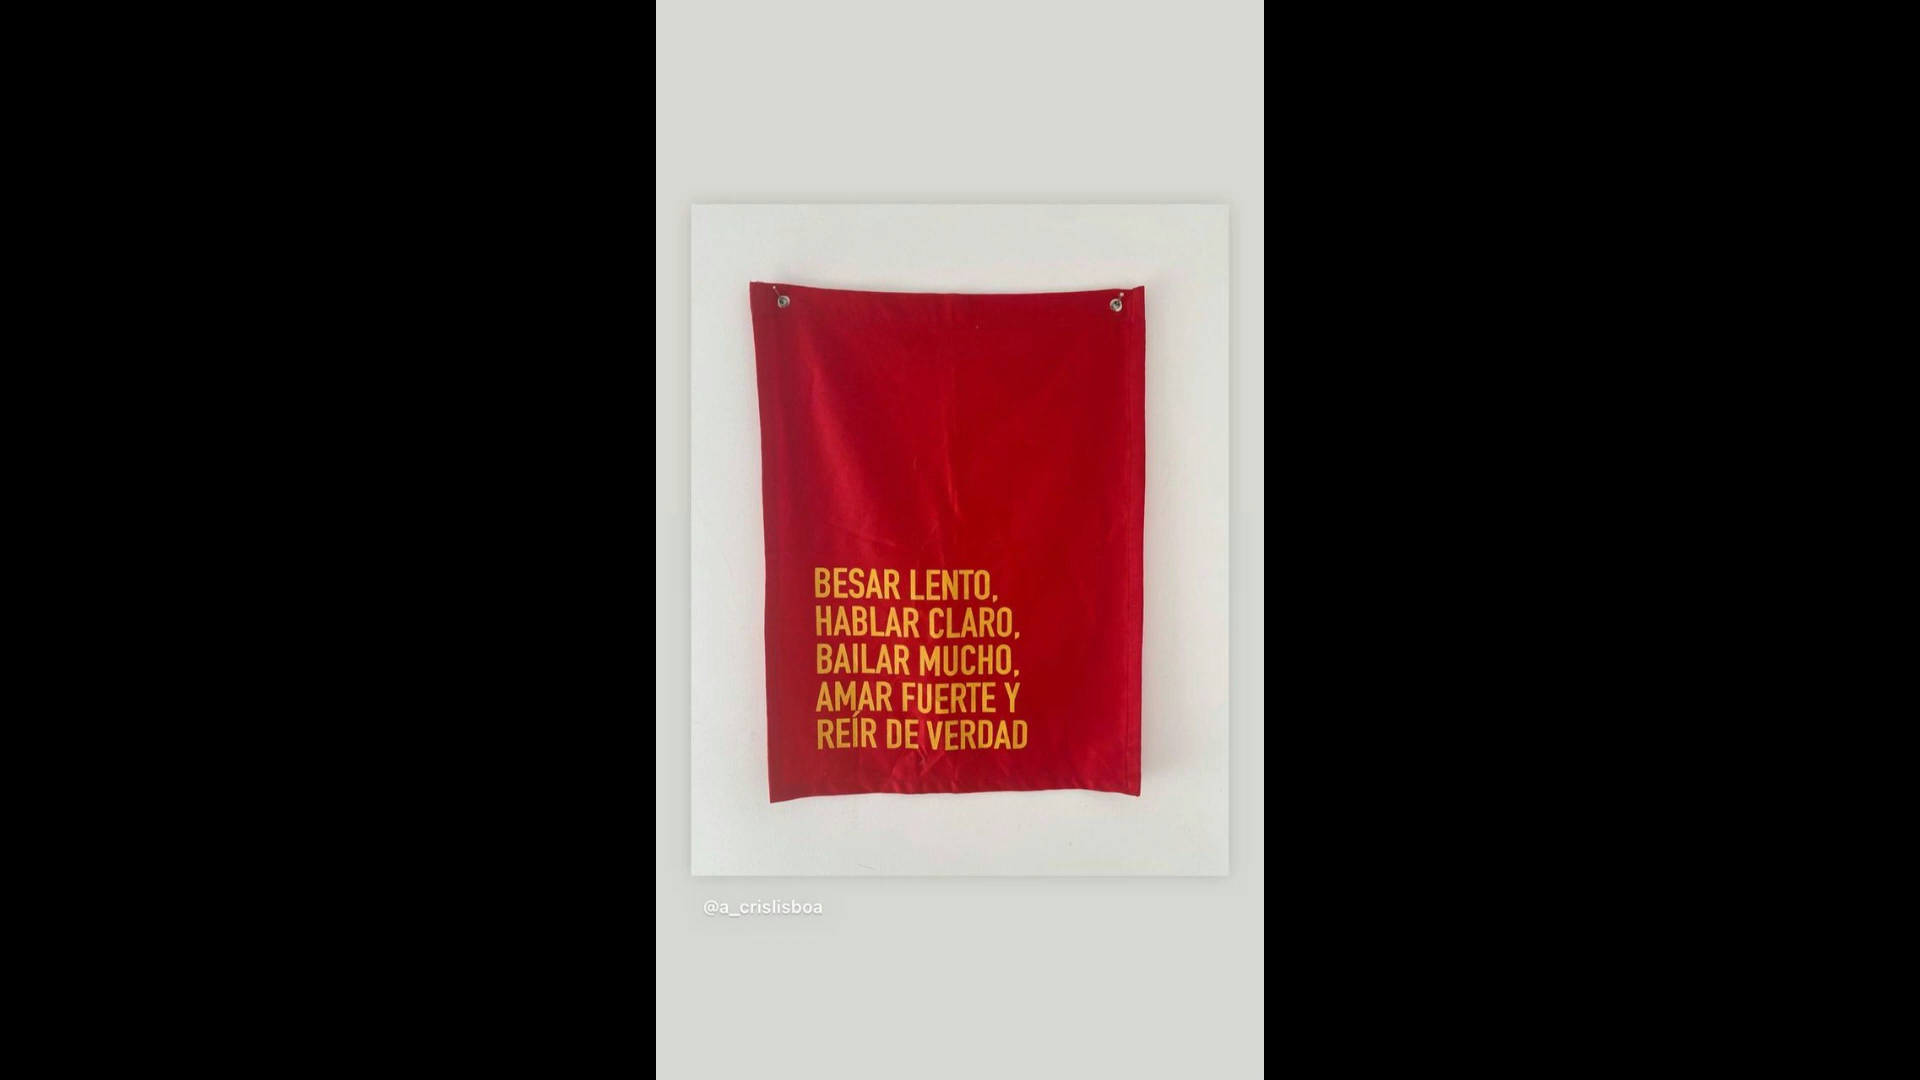 BESAR LENTO,
HABLAR CLARO,
BAILAR MUCHO,
AMAR FUERTE Y
REÍR DE VERDAD
@a_crislisboa